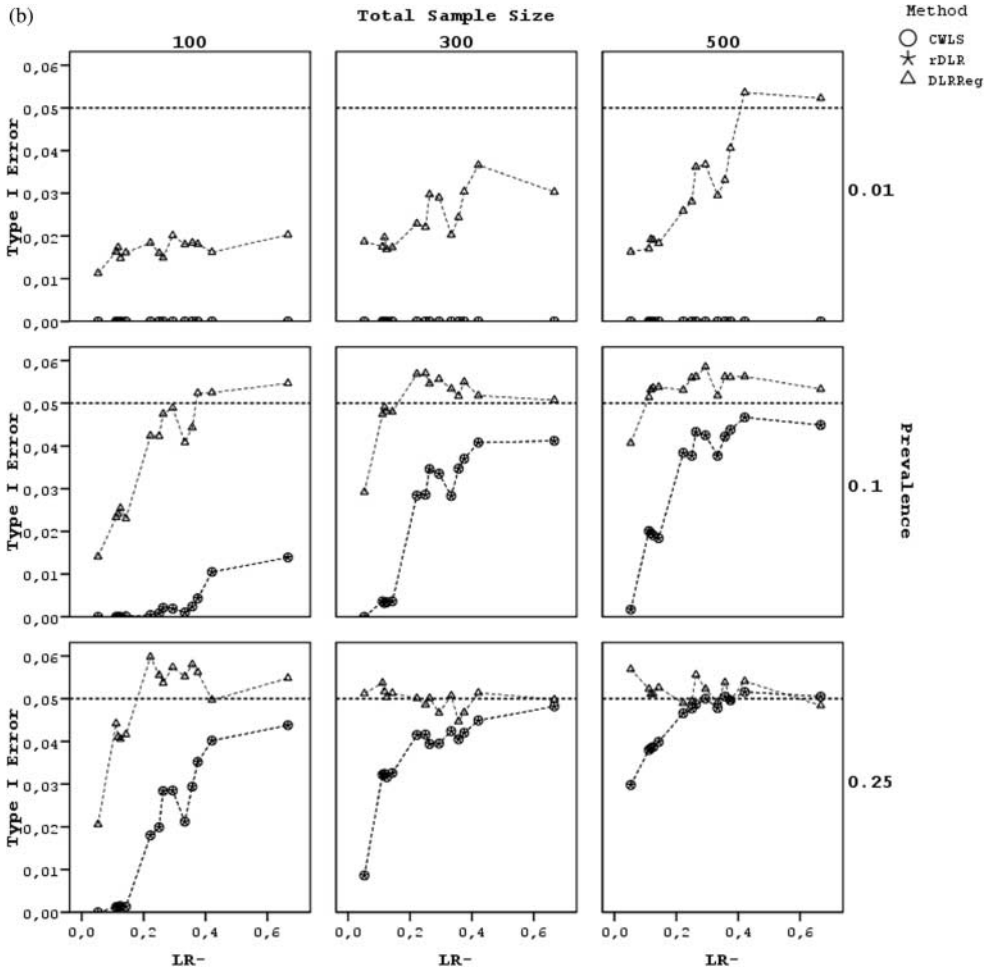 (b)
Total Sample Size
Method
CWLS
rDLR
DLRReg
100
300
500
0,06
0,05
0,04
0,03
0,02
0,01
0,00
Type I Error
0.01
0,06
0,05
0,04
0,03
0,02
0,01
0,00
Type I Error
0.1
Prevalence
0,06
0,05
0,04
0,03
0,02
0,01
0,00
Type I Error
0.25
0,0 0,2 0,4 0,6
0,0 0,2 0,4 0,6
0,0 0,2 0,4 0,6
LR-
LR-
LR-